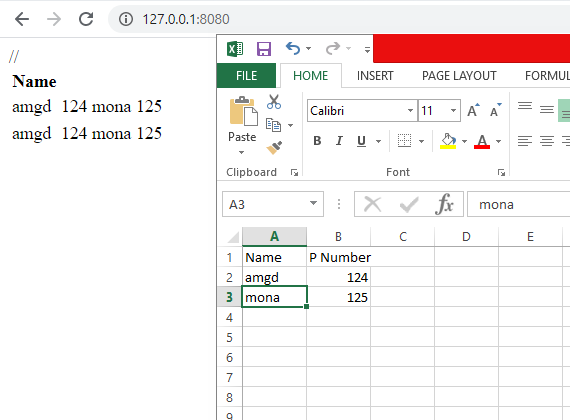 127.0.0.1:8080
//
Name
amgd 124 mona 125
amgd 124 mona 125
FILE HOME INSERT PAGE LAYOUT FORMUL
Paste
Calibri 11 A A
B I U A
Clipboard Font
A3 fx mona
A B C D E
1 Name P Number
2 amgd 124
3 mona 125
4
5
6
7
8
9